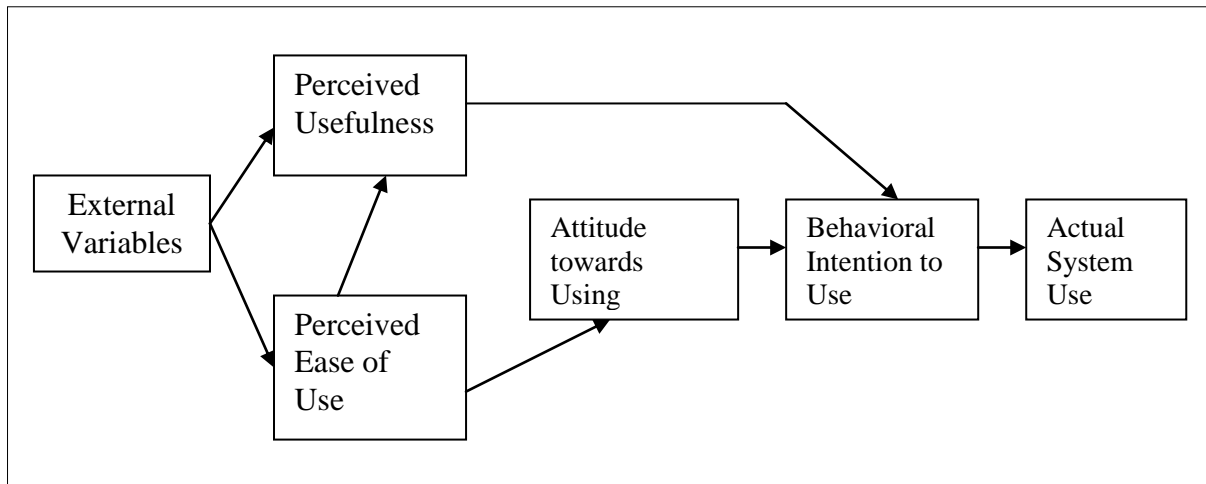 Perceived
Usefulness
External
Variables
Perceived
Ease of
Use
Attitude
towards
Using
Behavioral
Intention to
Use
Actual
System
Use